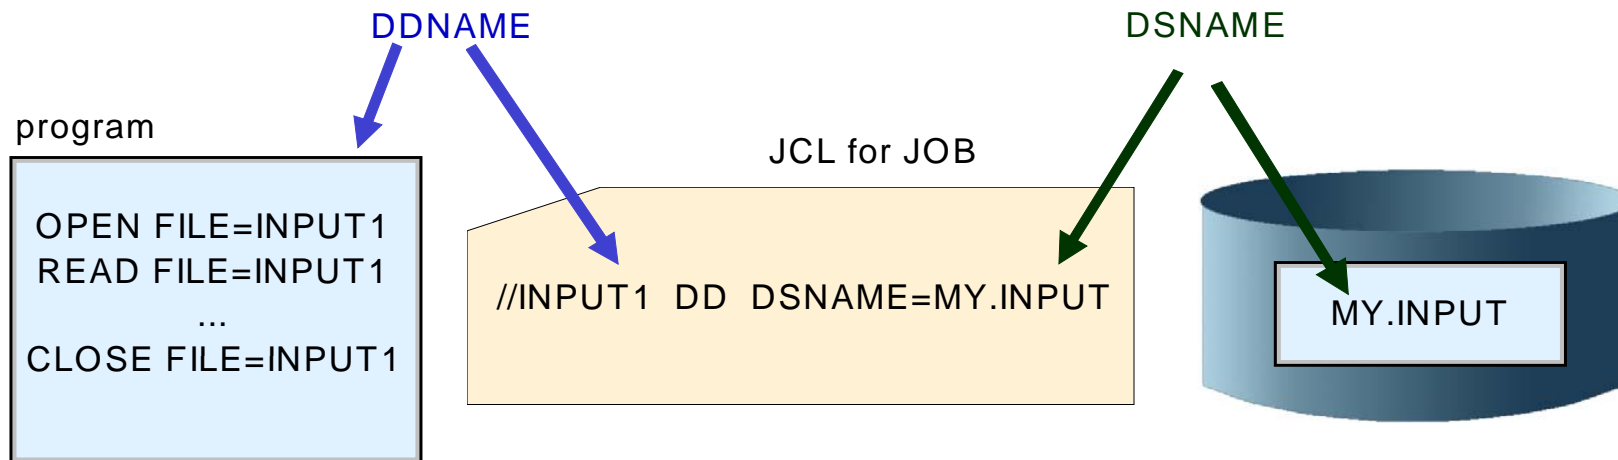 DDNAME
DSNAME
program
JCL for JOB
OPEN FILE=INPUT1
READ FILE=INPUT1
...
CLOSE FILE=INPUT1
//INPUT1 DD DSNAME=MY.INPUT
MY.INPUT